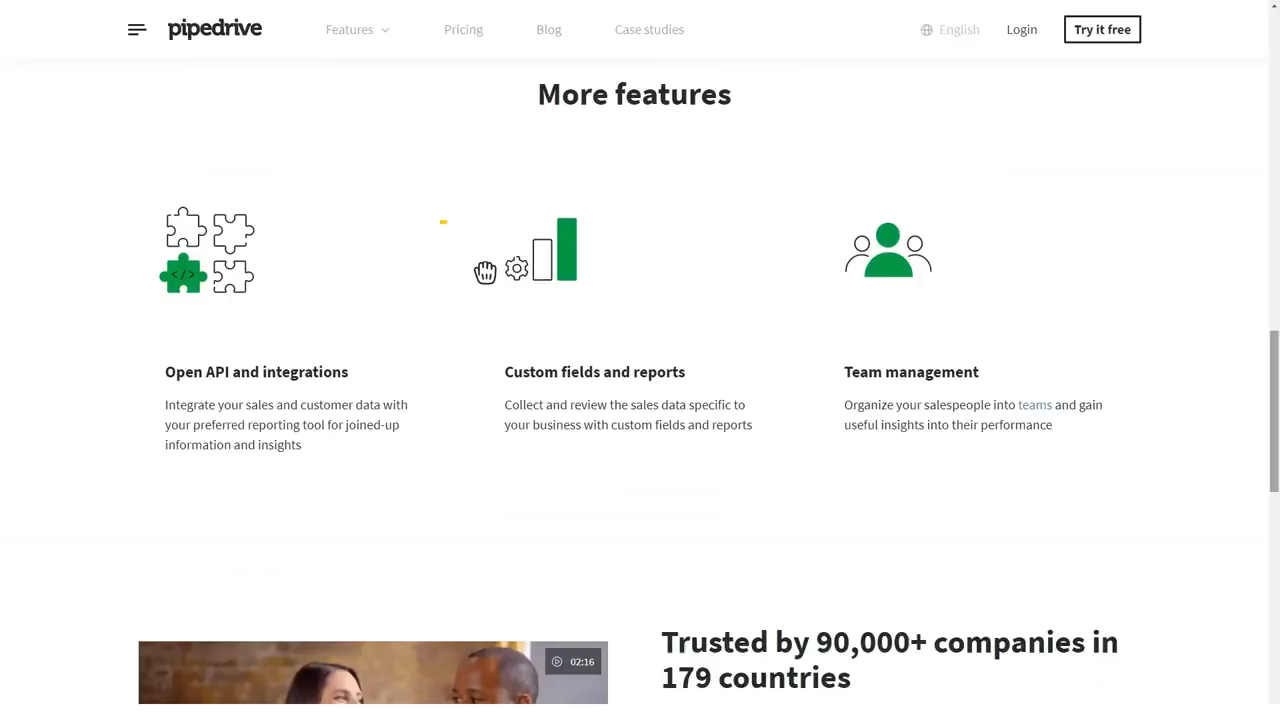 pipedrive
Features
Pricing
Blog
Case studies
English
Login
Try it free
More features
</>
Open API and integrations
Integrate your sales and customer data with
your preferred reporting tool for joined-up
information and insights
Custom fields and reports
Collect and review the sales data specific to
your business with custom fields and reports
Team management
Organize your salespeople into teams and gain
useful insights into their performance
02:16
Trusted by 90,000+ companies in
179 countries